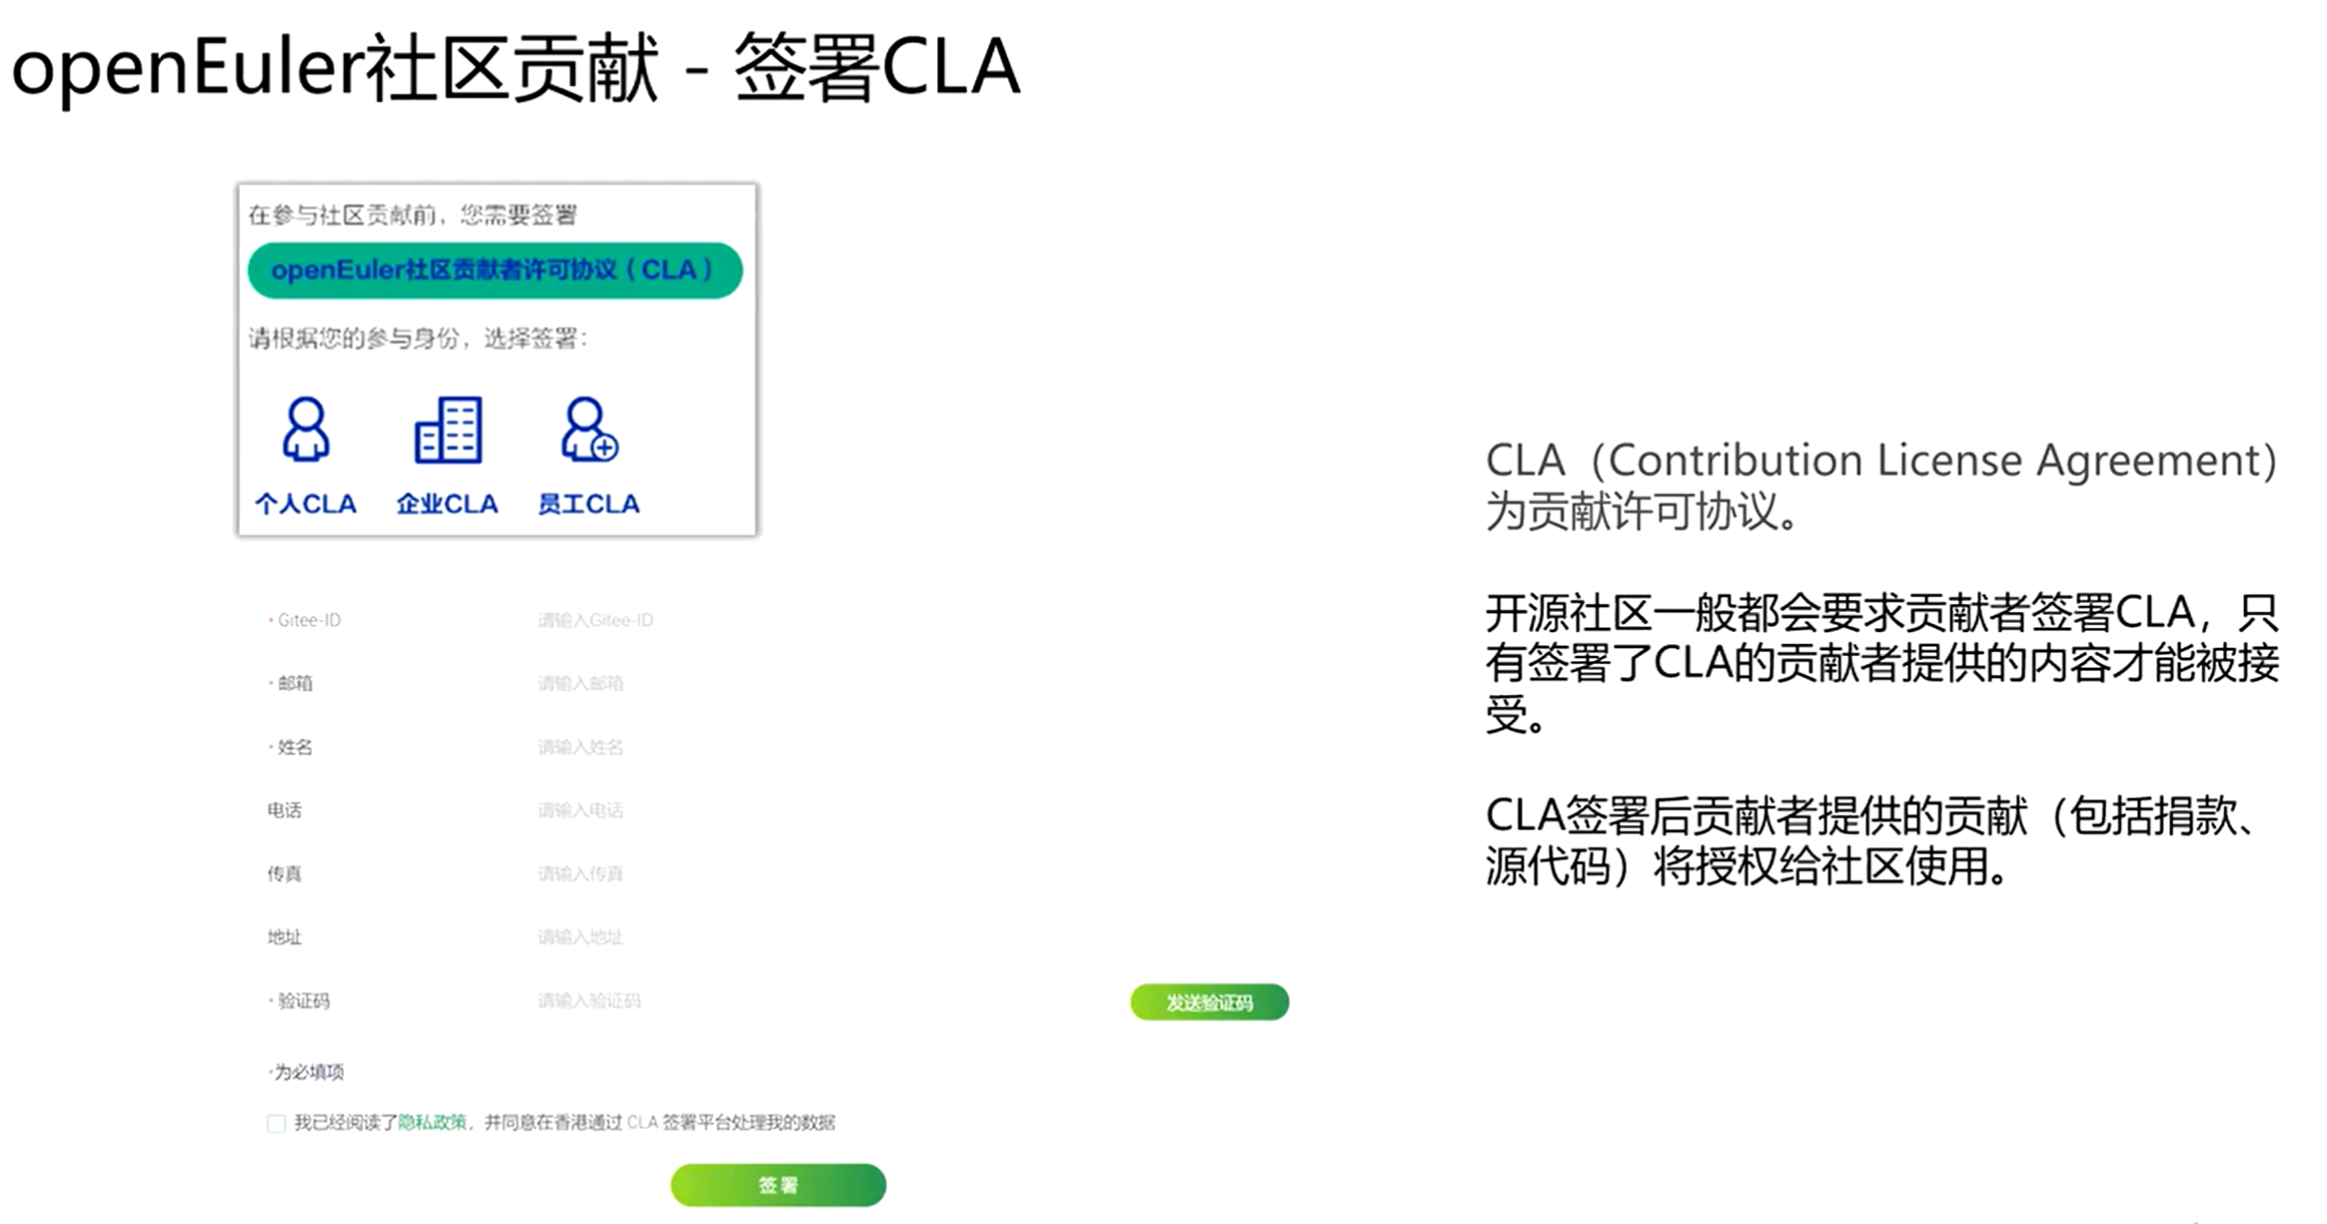 openEuler社区贡献 - 签署CLA
在参与社区贡献前，您需要签署
openEuler社区贡献者许可协议（CLA）
请根据您的参与身份，选择签署：
个人CLA 企业CLA 员工CLA
· Gitee-ID 请输入Gitee-ID
· 邮箱 请输入邮箱
· 姓名 请输入姓名
电话 请输入电话
传真 请输入传真
地址 请输入地址
· 验证码 请输入验证码 发送验证码
·为必填项
我已经阅读了隐私政策，并同意在香港通过 CLA 签署平台处理我的数据
签署
CLA（Contribution License Agreement）
为贡献许可协议。
开源社区一般都会要求贡献者签署CLA，只
有签署了CLA的贡献者提供的内容才能被接
受。
CLA签署后贡献者提供的贡献（包括捐款、
源代码）将授权给社区使用。